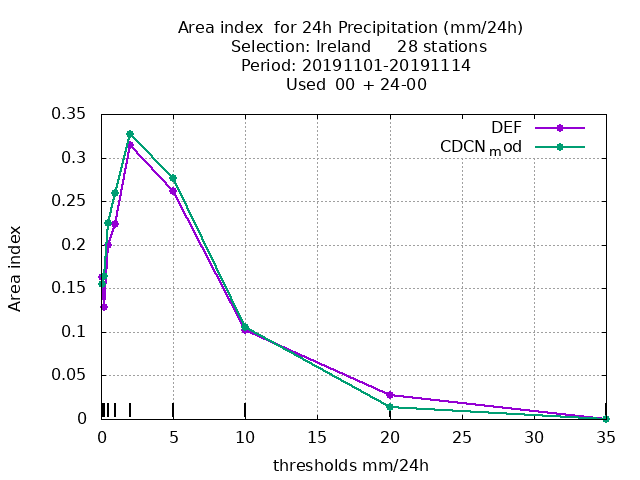 Area index  for 24h Precipitation (mm/24h)
Selection: Ireland     28 stations
Period: 20191101-20191114
Used  00  + 24-00
DEF
CDCN_mod
Area index
0.35
0.3
0.25
0.2
0.15
0.1
0.05
0
0 5 10 15 20 25 30 35
thresholds mm/24h